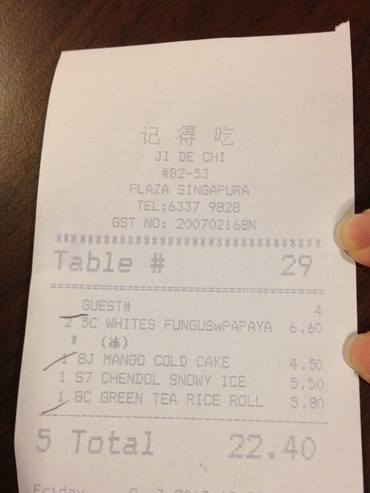 记得吃
JI DE CHI
#B2-53
PLAZA SINGAPURA
TEL:6337 9828
GST NO: 200702168N
********************************
Table # 29
GUEST# 4
2 5C WHITES FUNGUSwPAPAYA 6.60
* (冻)
1 8J MANGO COLD CAKE 4.50
1 S7 CHENDOL SNOWY ICE 5.50
1 8C GREEN TEA RICE ROLL 5.80
5 Total 22.40
Friday